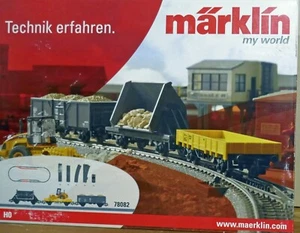 Technik erfahren.
märklin
my world
78082
H0
www.maerklin.com